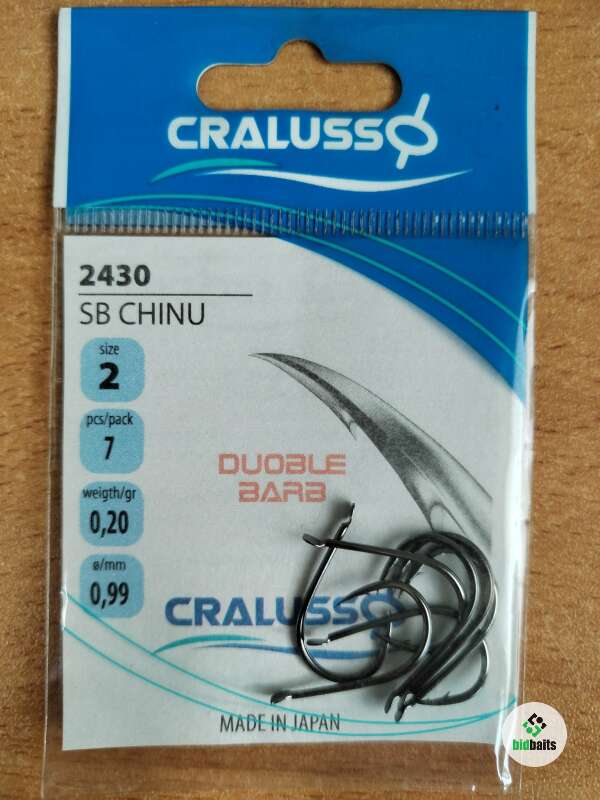 CRALUSSO
2430
SB CHINU
size
2
pcs/pack
7
weigth/gr
0,20
ø/mm
0,99
DUOBLE
BARB
CRALUSSO
MADE IN JAPAN
bidbaits